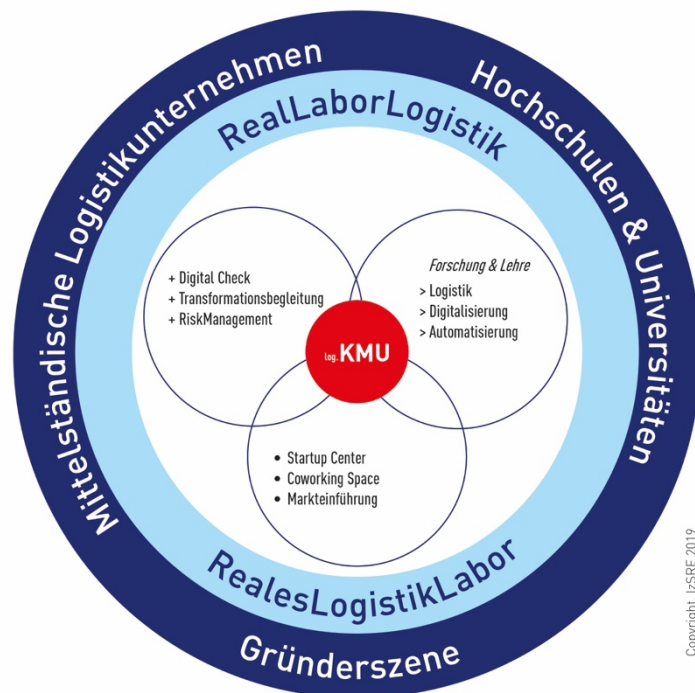 Mittelständische Logistikunternehmen
Hochschulen & Universitäten
RealLaborLogistik
+ Digital Check
+ Transformationsbegleitung
+ RiskManagement
Forschung & Lehre
> Logistik
> Digitalisierung
> Automatisierung
log.KMU
• Startup Center
• Coworking Space
• Markteinführung
RealesLogistikLabor
Gründerszene
Copyright IzSRE 2019